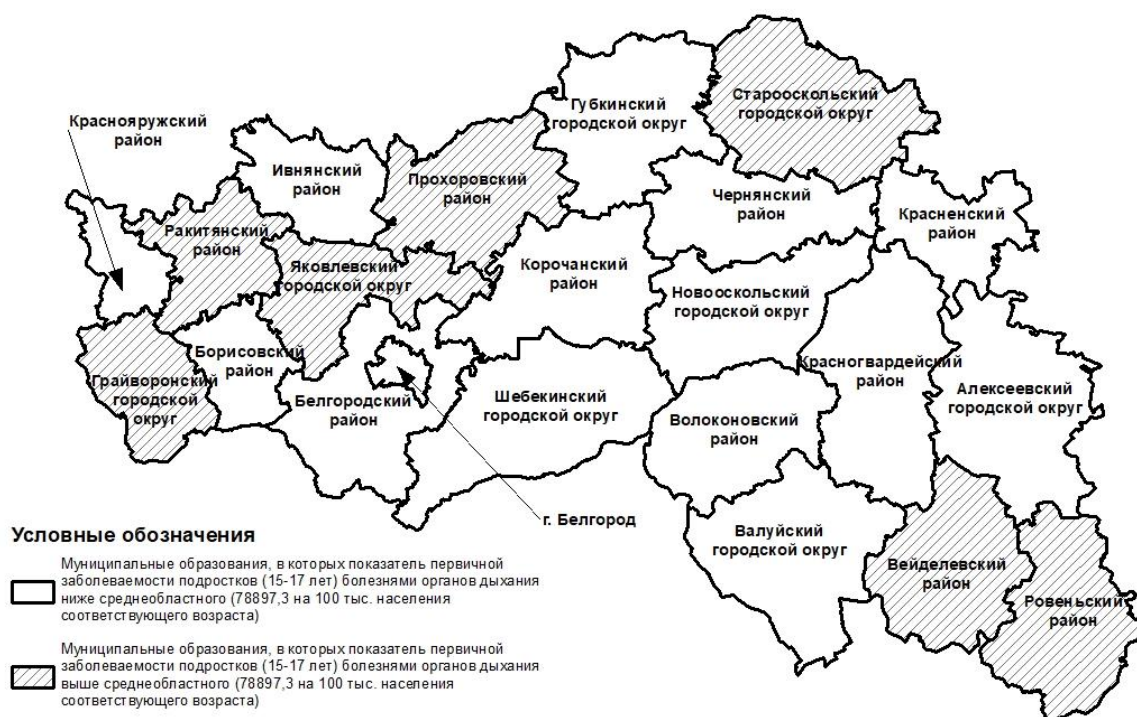 Губкинский
городской округ
Старооскольский
городской округ
Краснояружский
район
Ивнянский
район
Прохоровский
район
Чернянский
район
Красненский
район
Ракитянский
район
Яковлевский
городской округ
Корочанский
район
Новооскольский
городской округ
Борисовский
район
Грайворонский
городской
округ
Белгородский
район
Шебекинский
городской округ
Красногвардейский
район
Алексеевский
городской округ
Волоконовский
район
г. Белгород
Валуйский
городской округ
Вейделевский
район
Ровеньский
район
Условные обозначения
Муниципальные образования, в которых показатель первичной
заболеваемости подростков (15-17 лет) болезнями органов дыхания
ниже среднеобластного (78897,3 на 100 тыс. населения
соответствующего возраста)
Муниципальные образования, в которых показатель первичной
заболеваемости подростков (15-17 лет) болезнями органов дыхания
выше среднеобластного (78897,3 на 100 тыс. населения
соответствующего возраста)